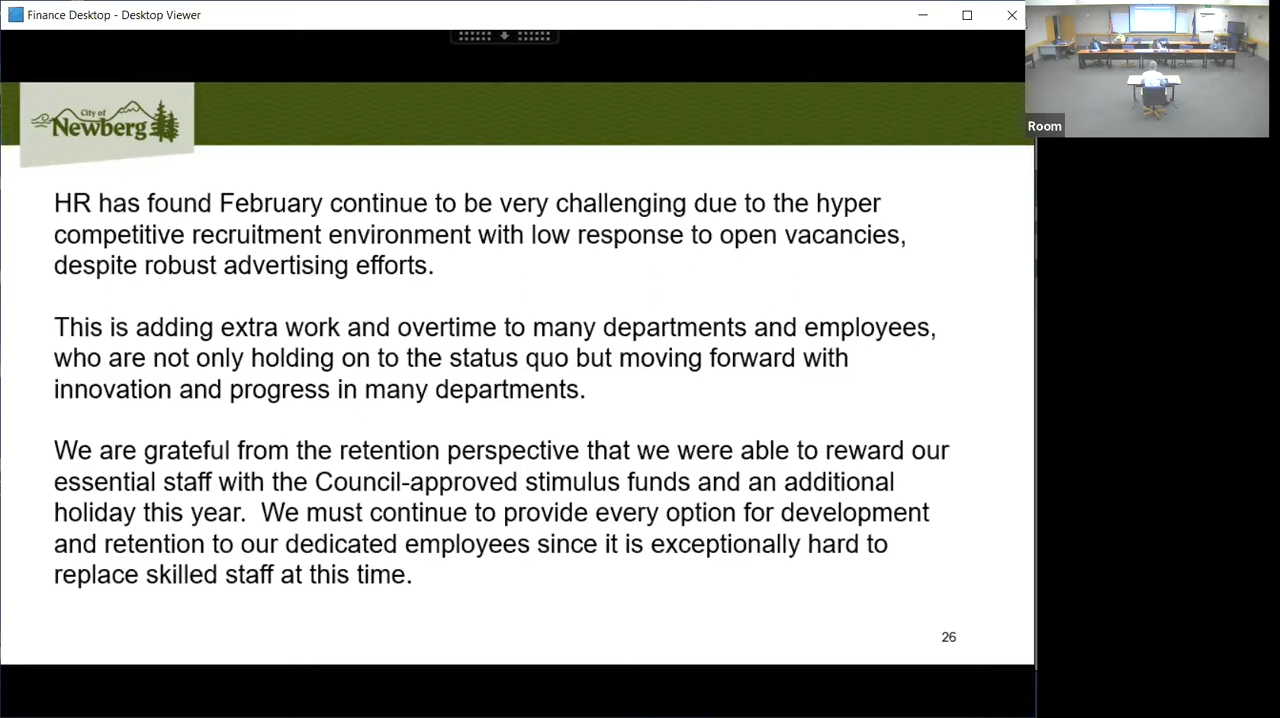 Finance Desktop - Desktop Viewer
City of
Newberg
Room
HR has found February continue to be very challenging due to the hyper
competitive recruitment environment with low response to open vacancies,
despite robust advertising efforts.
This is adding extra work and overtime to many departments and employees,
who are not only holding on to the status quo but moving forward with
innovation and progress in many departments.
We are grateful from the retention perspective that we were able to reward our
essential staff with the Council-approved stimulus funds and an additional
holiday this year.  We must continue to provide every option for development
and retention to our dedicated employees since it is exceptionally hard to
replace skilled staff at this time.
26